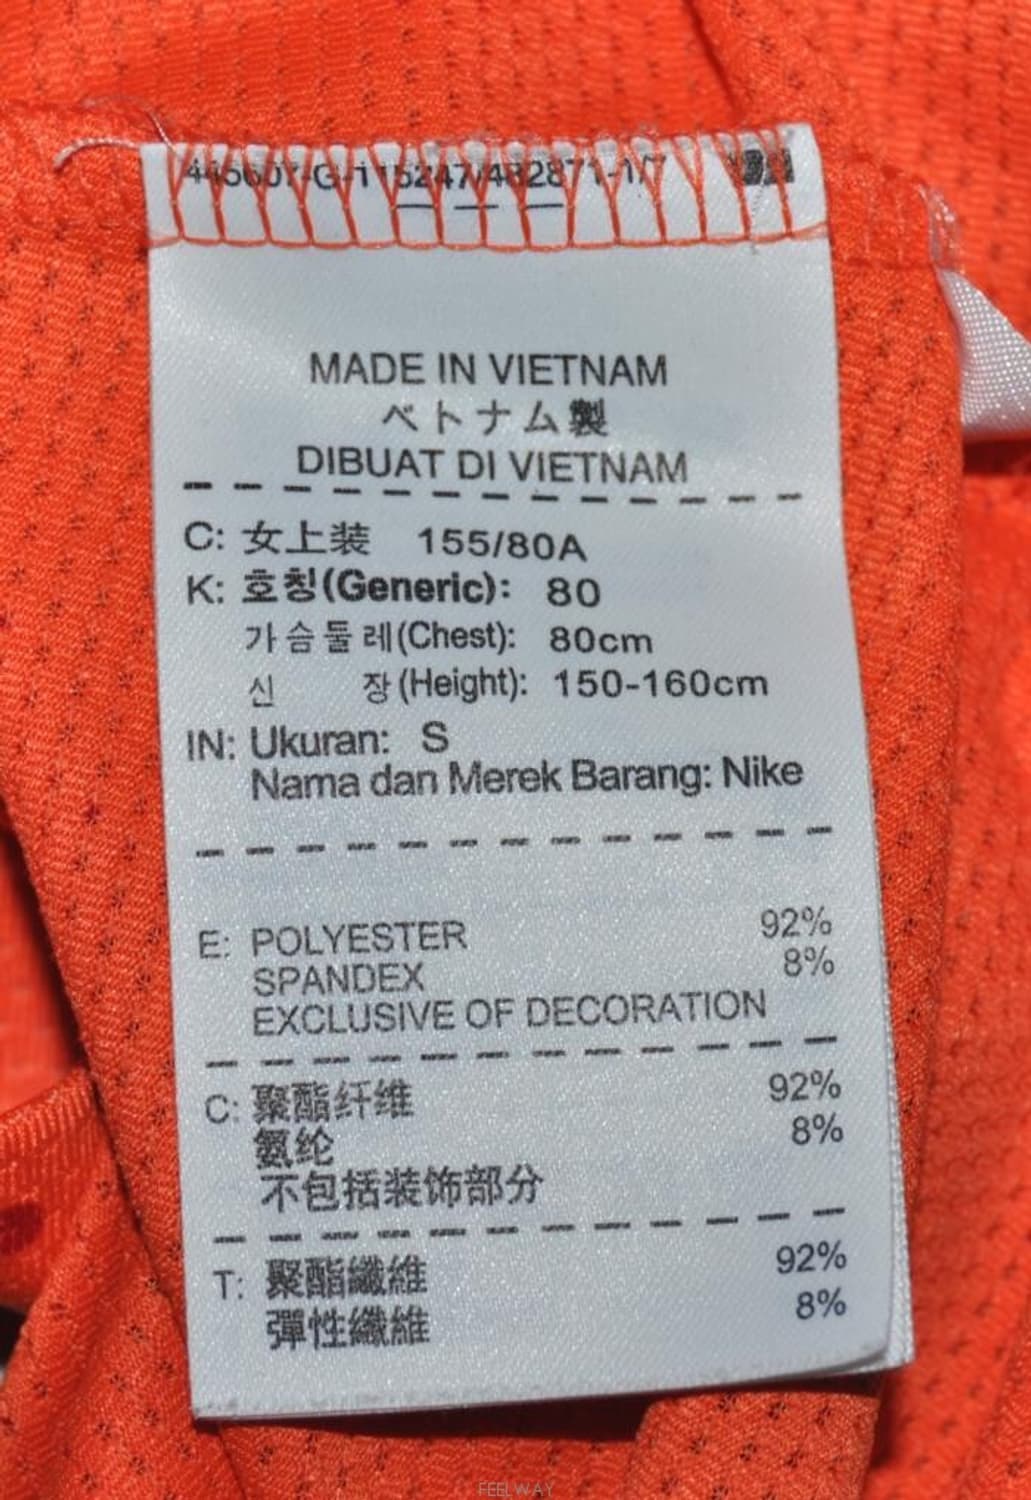 MADE IN VIETNAM
ベトナム製
DIBUAT DI VIETNAM
C: 女上装 155/80A
K: 호칭(Generic): 80
가슴둘레(Chest): 80cm
신 장(Height): 150-160cm
IN: Ukuran: S
Nama dan Merek Barang: Nike
E: POLYESTER 92%
SPANDEX 8%
EXCLUSIVE OF DECORATION
C: 聚酯纤维 92%
氨纶 8%
不包括装饰部分
T: 聚酯纖維 92%
彈性纖維 8%
FEELWAY